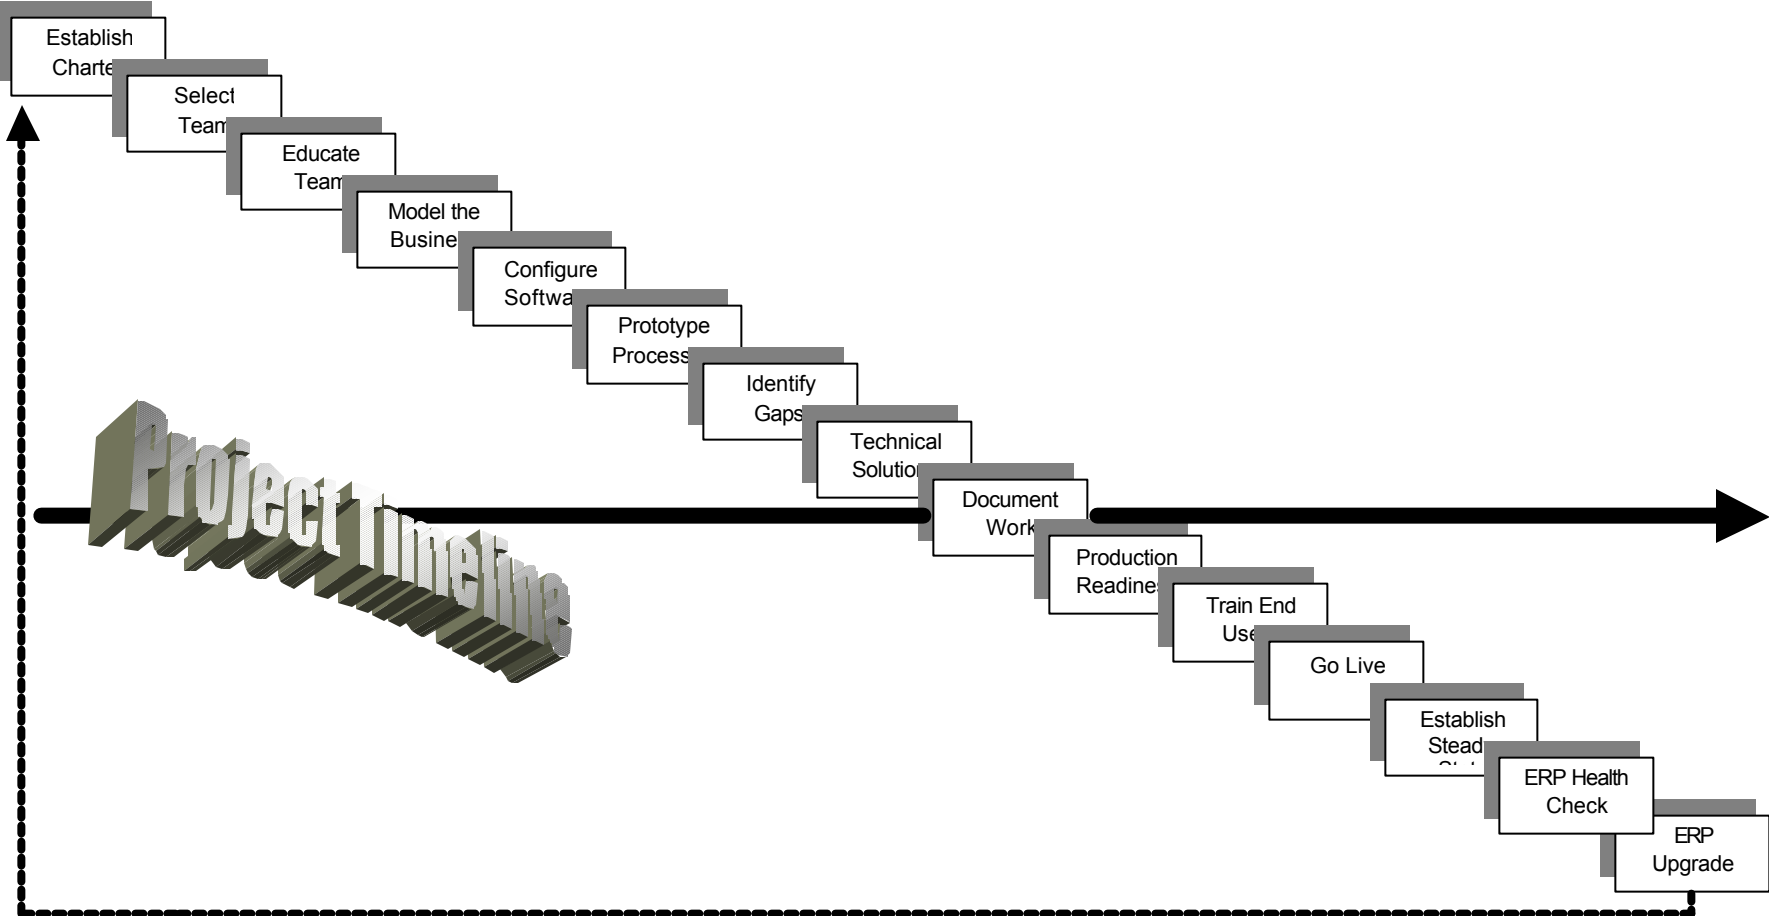 Establish
Charte
Select
Team
Educate
Team
Model the
Busine
Configure
Softwa
Prototype
Process
Identify
Gaps
Technical
Solution
Document
Work
Project Timeline
Production
Readines
Train End
Use
Go Live
Establish
Stead
ERP Health
Check
ERP
Upgrade